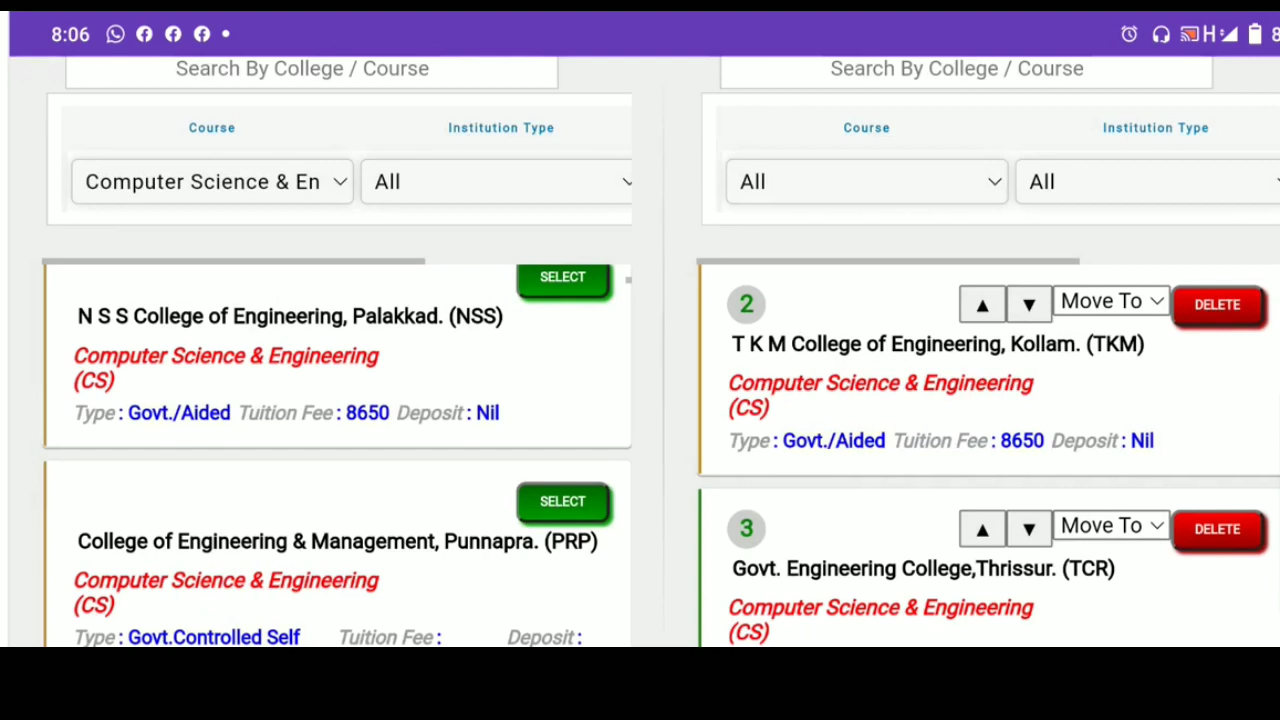 8:06
8
Search By College / Course
Search By College / Course
Course
Institution Type
Course
Institution Type
Computer Science & En
All
All
All
SELECT
N S S College of Engineering, Palakkad. (NSS)
Computer Science & Engineering
(CS)
Type : Govt./Aided Tuition Fee : 8650 Deposit : Nil
SELECT
College of Engineering & Management, Punnapra. (PRP)
Computer Science & Engineering
(CS)
Type : Govt.Controlled Self Tuition Fee : Deposit :
2
▲ ▼ Move To DELETE
T K M College of Engineering, Kollam. (TKM)
Computer Science & Engineering
(CS)
Type : Govt./Aided Tuition Fee : 8650 Deposit : Nil
3
▲ ▼ Move To DELETE
Govt. Engineering College,Thrissur. (TCR)
Computer Science & Engineering
(CS)